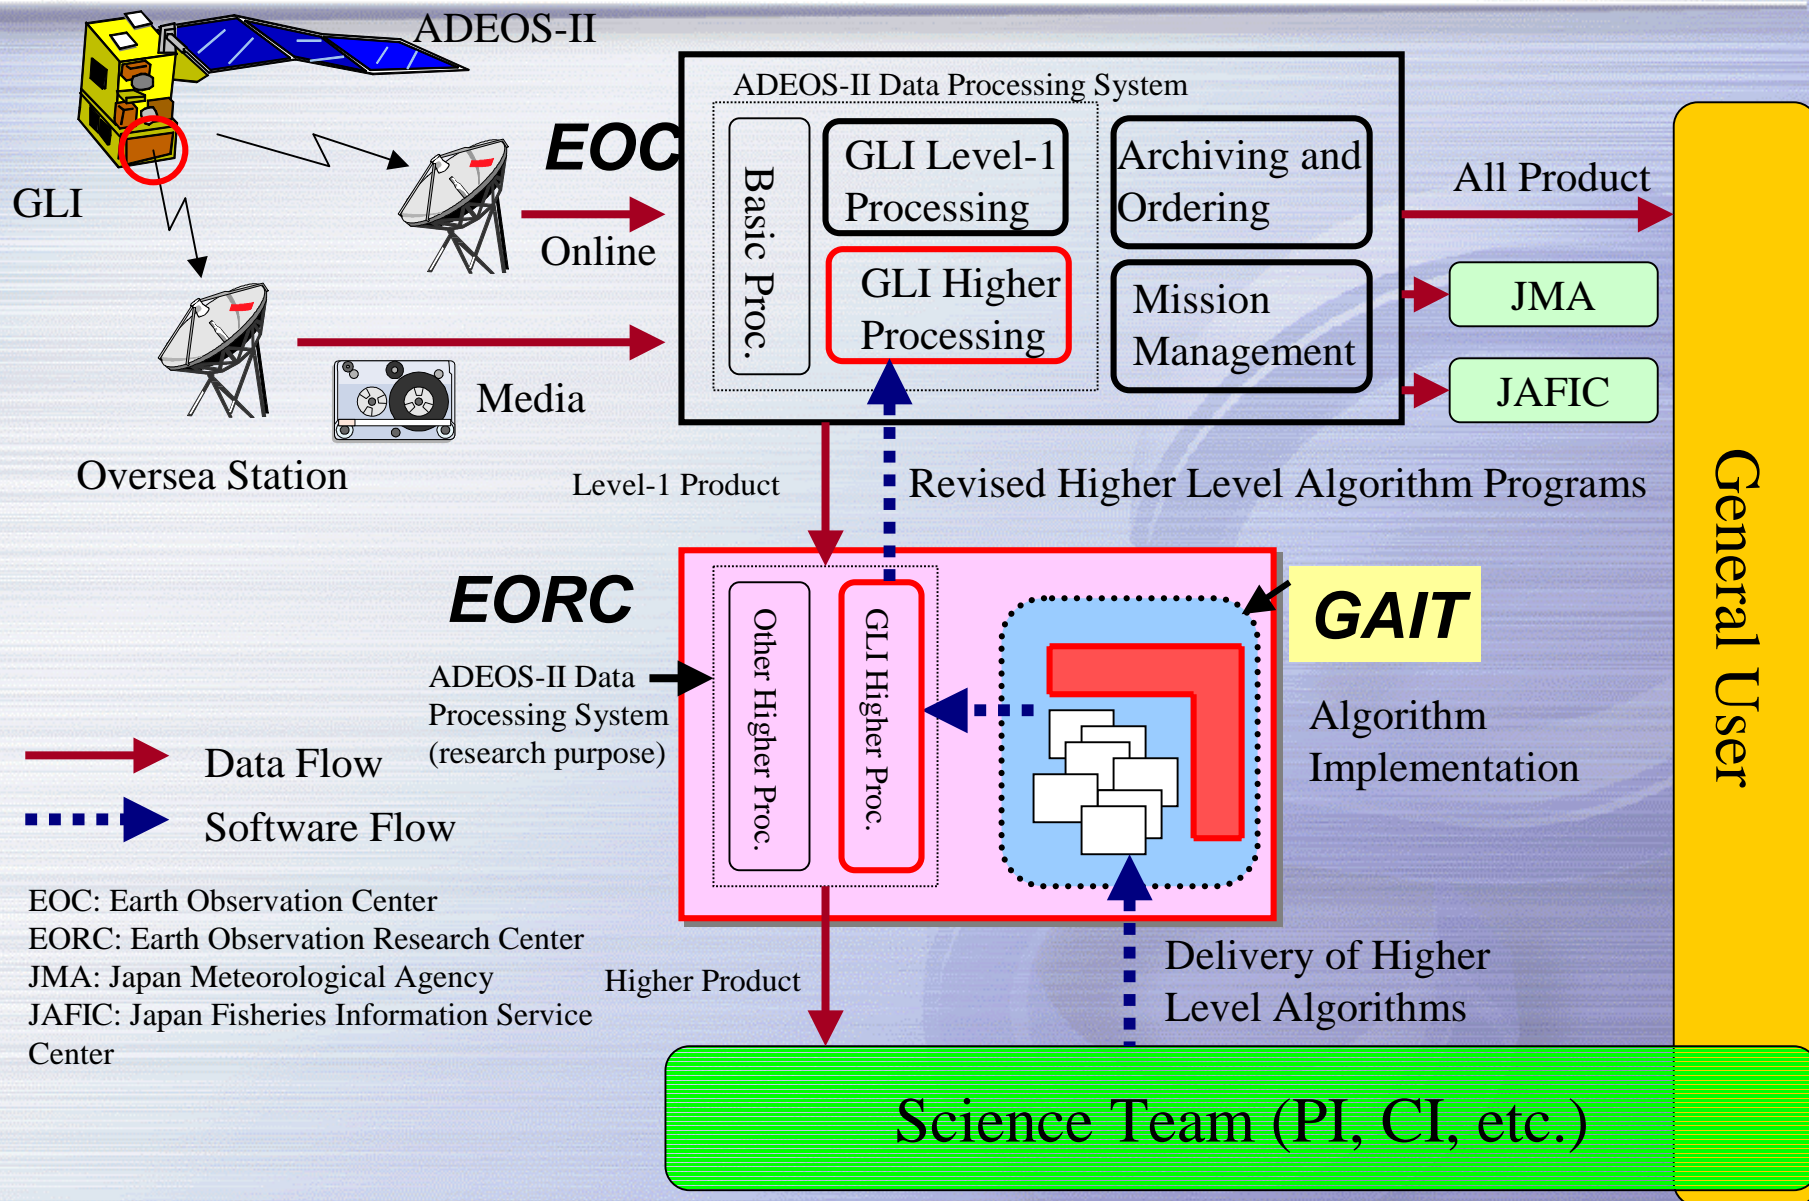 ADEOS-II
GLI
EOC
Online
Media
Oversea Station
ADEOS-II Data Processing System
Basic Proc.
GLI Level-1
Processing
GLI Higher
Processing
Archiving and
Ordering
Mission
Management
All Product
JMA
JAFIC
General User
Level-1 Product
Revised Higher Level Algorithm Programs
EORC
ADEOS-II Data
Processing System
(research purpose)
Other Higher Proc.
GLI Higher Proc.
GAIT
Algorithm
Implementation
Data Flow
Software Flow
EOC: Earth Observation Center
EORC: Earth Observation Research Center
JMA: Japan Meteorological Agency
JAFIC: Japan Fisheries Information Service
Center
Higher Product
Delivery of Higher
Level Algorithms
Science Team (PI, CI, etc.)